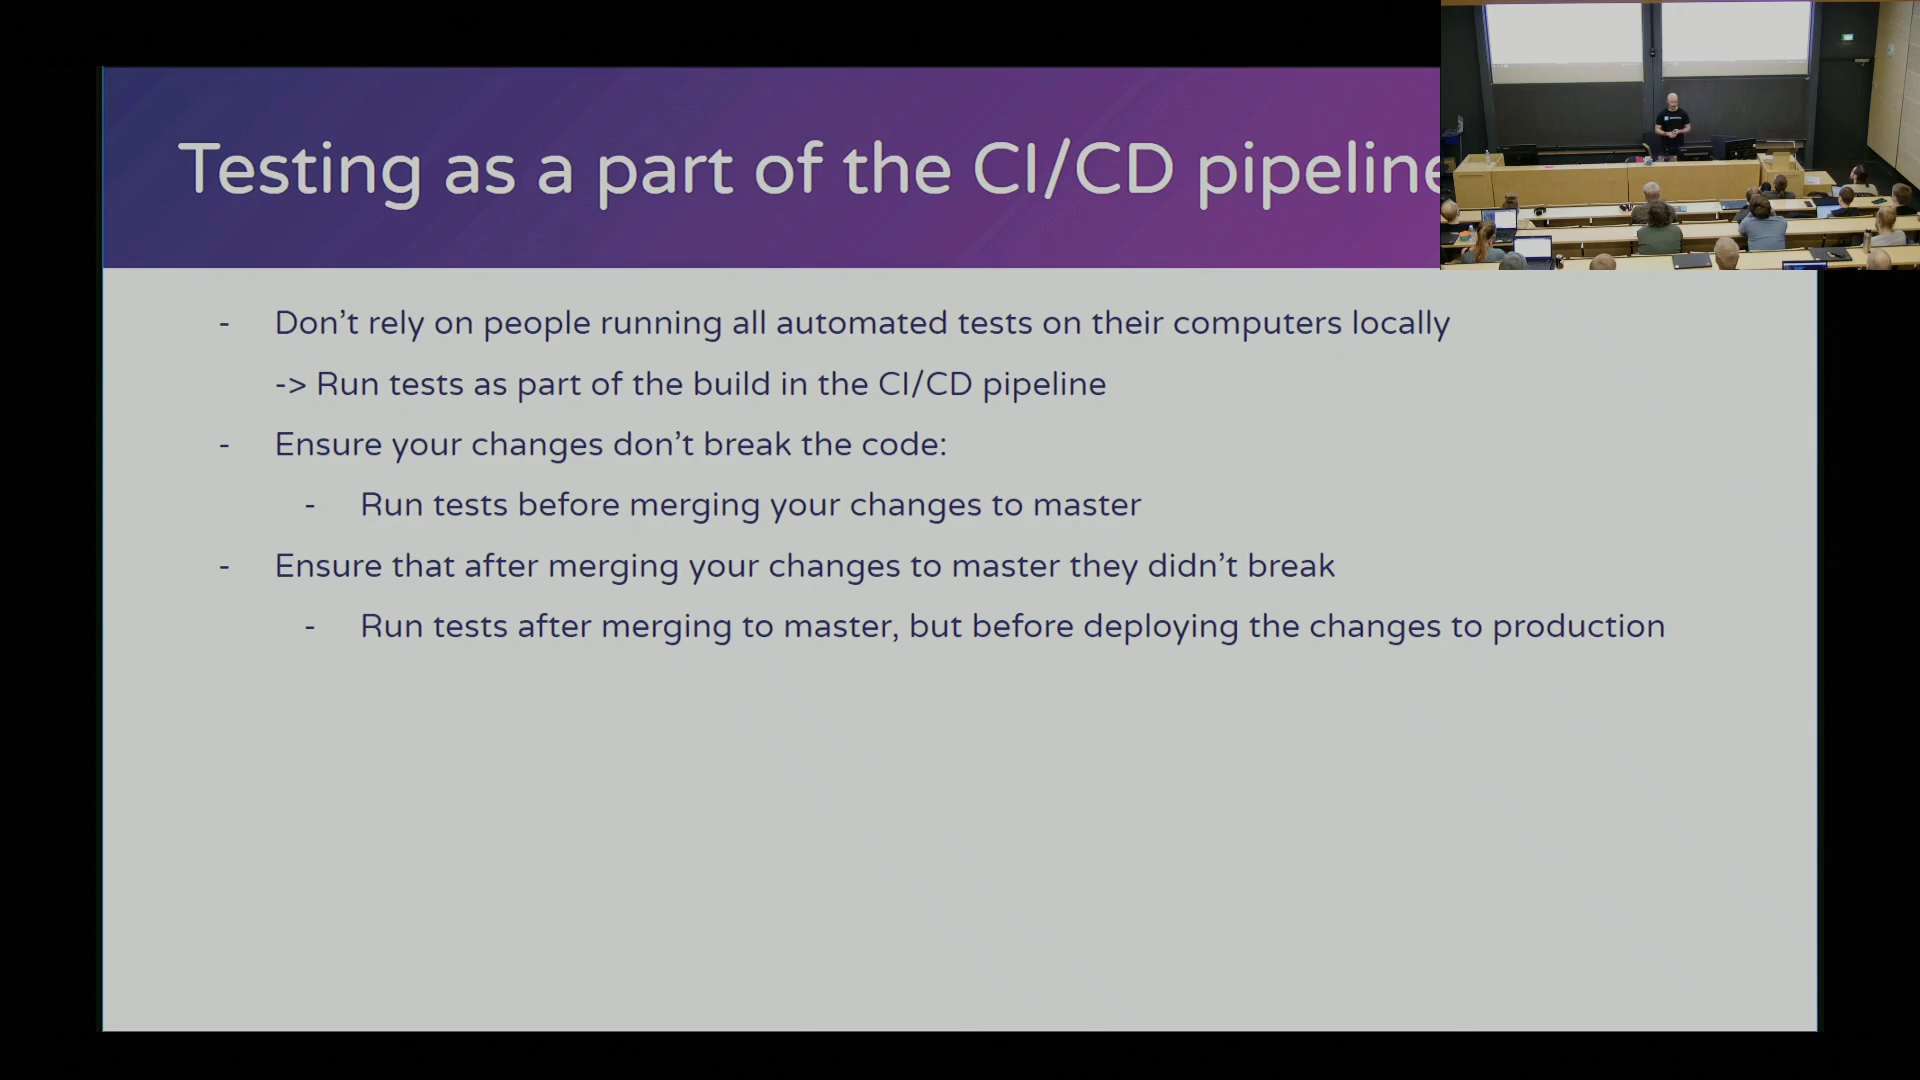 Testing as a part of the CI/CD pipeline
- Don't rely on people running all automated tests on their computers locally
-> Run tests as part of the build in the CI/CD pipeline
- Ensure your changes don't break the code:
- Run tests before merging your changes to master
- Ensure that after merging your changes to master they didn't break
- Run tests after merging to master, but before deploying the changes to production